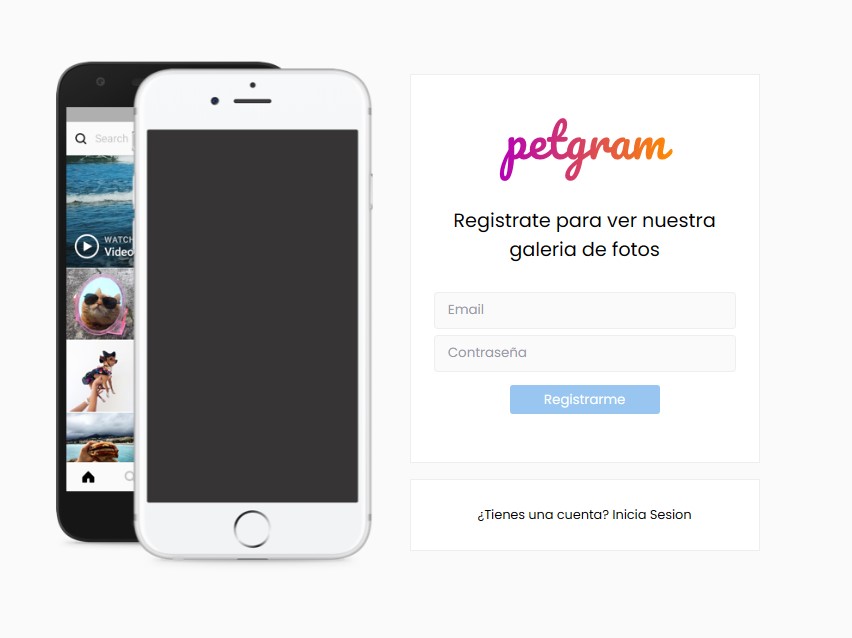 Search
WATCH
Video
petgram
Registrate para ver nuestra
galeria de fotos
Email
Contraseña
Registrarme
¿Tienes una cuenta? Inicia Sesion